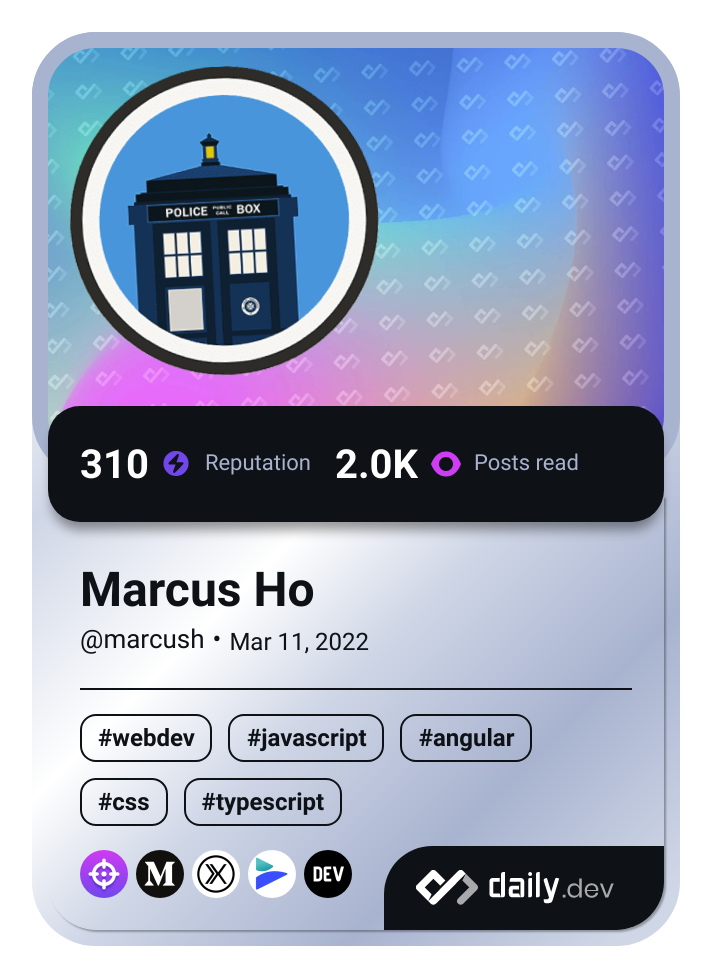 POLICE PUBLIC CALL BOX
310 Reputation 2.0K Posts read
Marcus Ho
@marcush • Mar 11, 2022
#webdev #javascript #angular
#css #typescript
M DEV
daily.dev